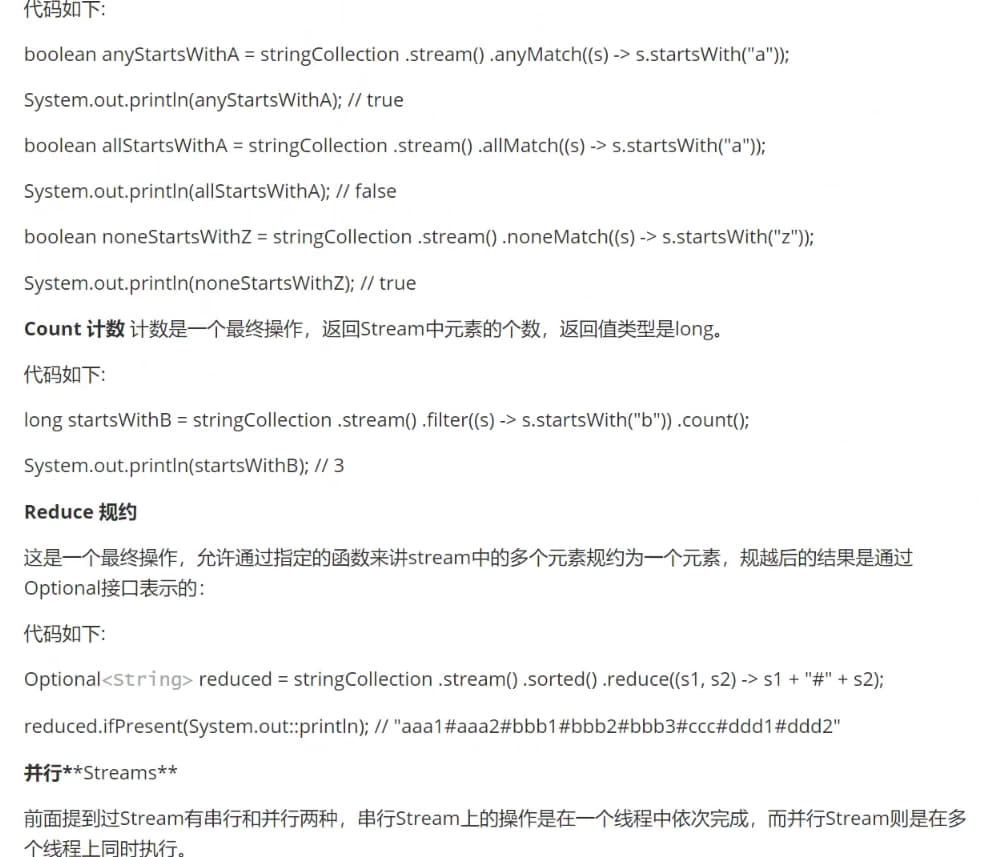 代码如下:
boolean anyStartsWithA = stringCollection .stream() .anyMatch((s) -> s.startsWith("a"));
System.out.println(anyStartsWithA); // true
boolean allStartsWithA = stringCollection .stream() .allMatch((s) -> s.startsWith("a"));
System.out.println(allStartsWithA); // false
boolean noneStartsWithZ = stringCollection .stream() .noneMatch((s) -> s.startsWith("z"));
System.out.println(noneStartsWithZ); // true
Count 计数 计数是一个最终操作，返回Stream中元素的个数，返回值类型是long。
代码如下:
long startsWithB = stringCollection .stream() .filter((s) -> s.startsWith("b")) .count();
System.out.println(startsWithB); // 3
Reduce 规约
这是一个最终操作，允许通过指定的函数来讲stream中的多个元素规约为一个元素，规越后的结果是通过
Optional接口表示的：
代码如下:
Optional<String> reduced = stringCollection .stream() .sorted() .reduce((s1, s2) -> s1 + "#" + s2);
reduced.ifPresent(System.out::println); // "aaa1#aaa2#bbb1#bbb2#bbb3#ccc#ddd1#ddd2"
并行**Streams**
前面提到过Stream有串行和并行两种，串行Stream上的操作是在一个线程中依次完成，而并行Stream则是在多
个线程上同时执行。